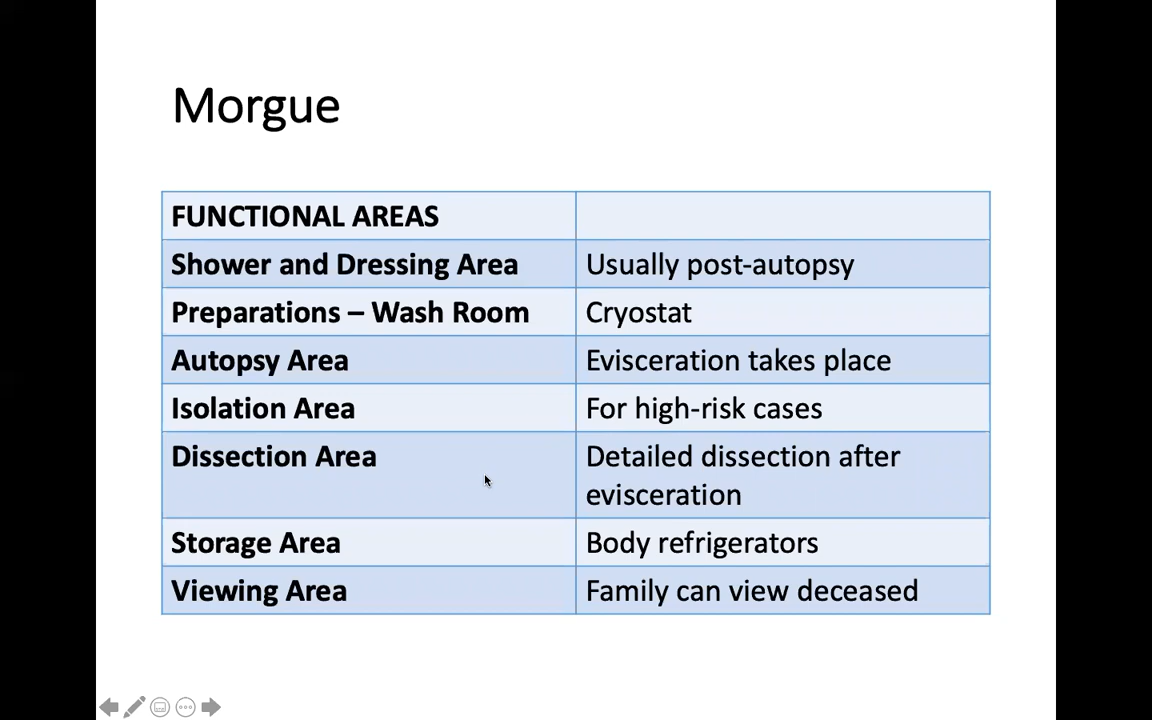 Morgue
FUNCTIONAL AREAS
Shower and Dressing Area
Usually post-autopsy
Preparations – Wash Room
Cryostat
Autopsy Area
Evisceration takes place
Isolation Area
For high-risk cases
Dissection Area
Detailed dissection after
evisceration
Storage Area
Body refrigerators
Viewing Area
Family can view deceased